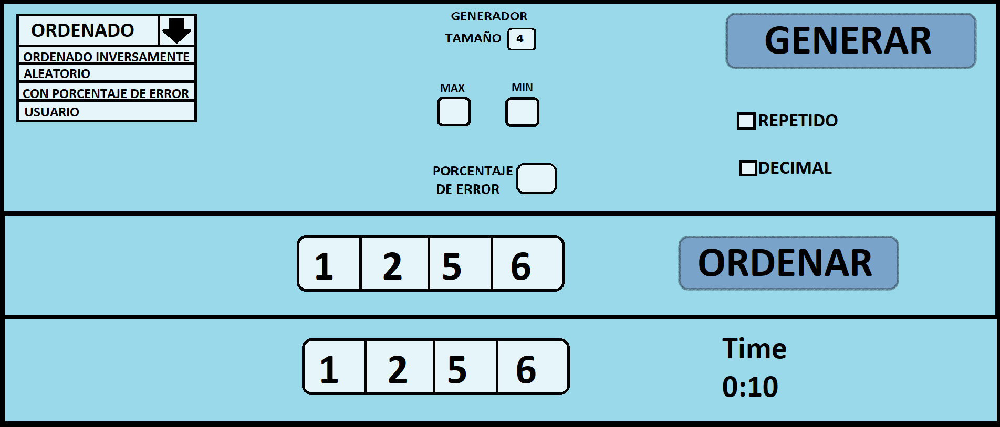 ORDENADO
ORDENADO INVERSAMENTE
ALEATORIO
CON PORCENTAJE DE ERROR
USUARIO
GENERADOR
TAMAÑO 4
MAX MIN
PORCENTAJE
DE ERROR
GENERAR
REPETIDO
DECIMAL
1 2 5 6
ORDENAR
1 2 5 6
Time
0:10